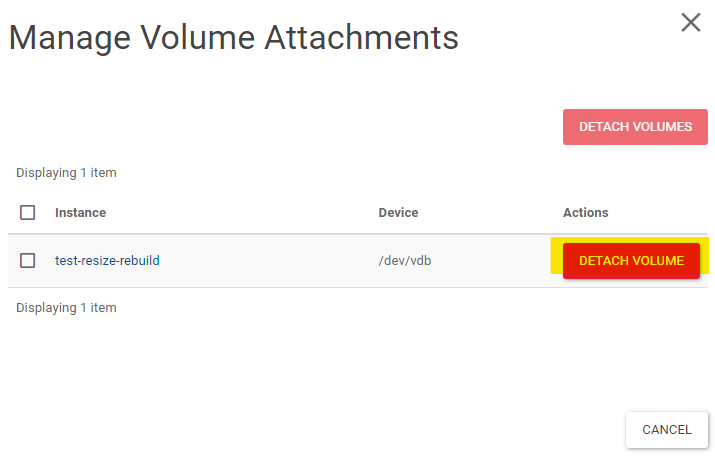 Manage Volume Attachments
DETACH VOLUMES
Displaying 1 item
Instance Device Actions
test-resize-rebuild /dev/vdb DETACH VOLUME
Displaying 1 item
CANCEL